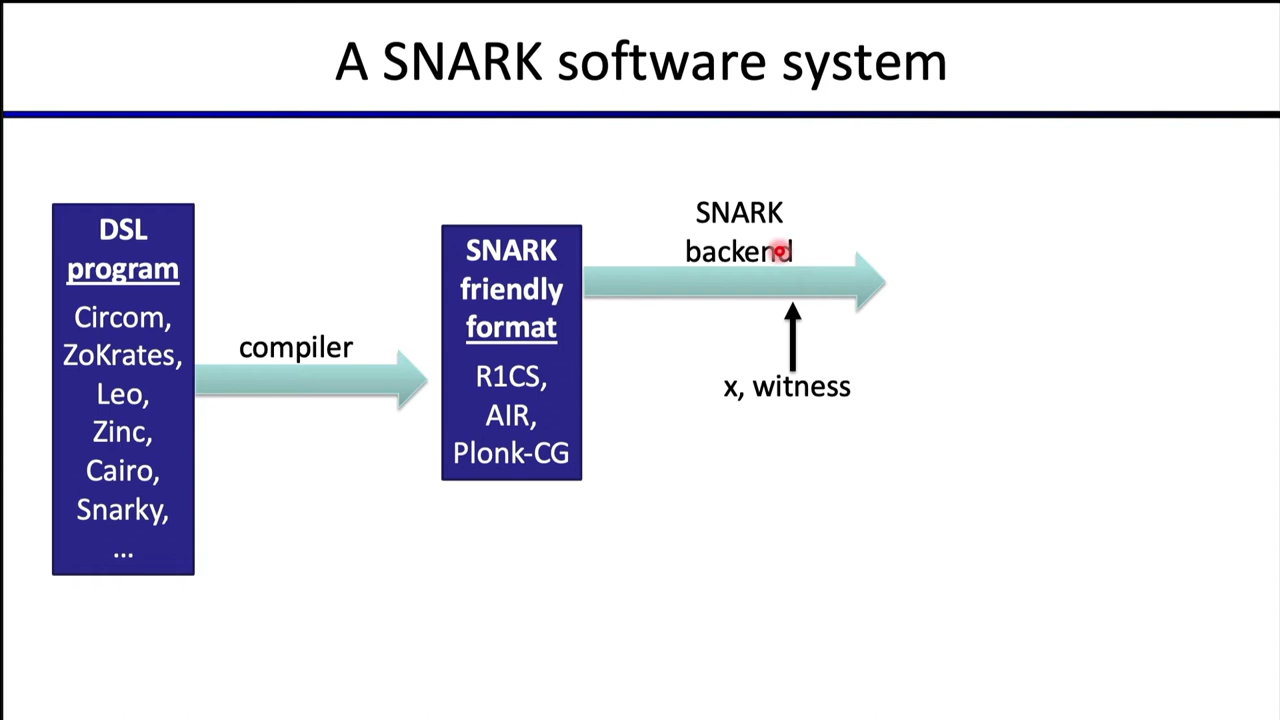 A SNARK software system
DSL
program
Circom,
ZoKrates,
Leo,
Zinc,
Cairo,
Snarky,
...
compiler
SNARK
friendly
format
R1CS,
AIR,
Plonk-CG
SNARK
backend
x, witness